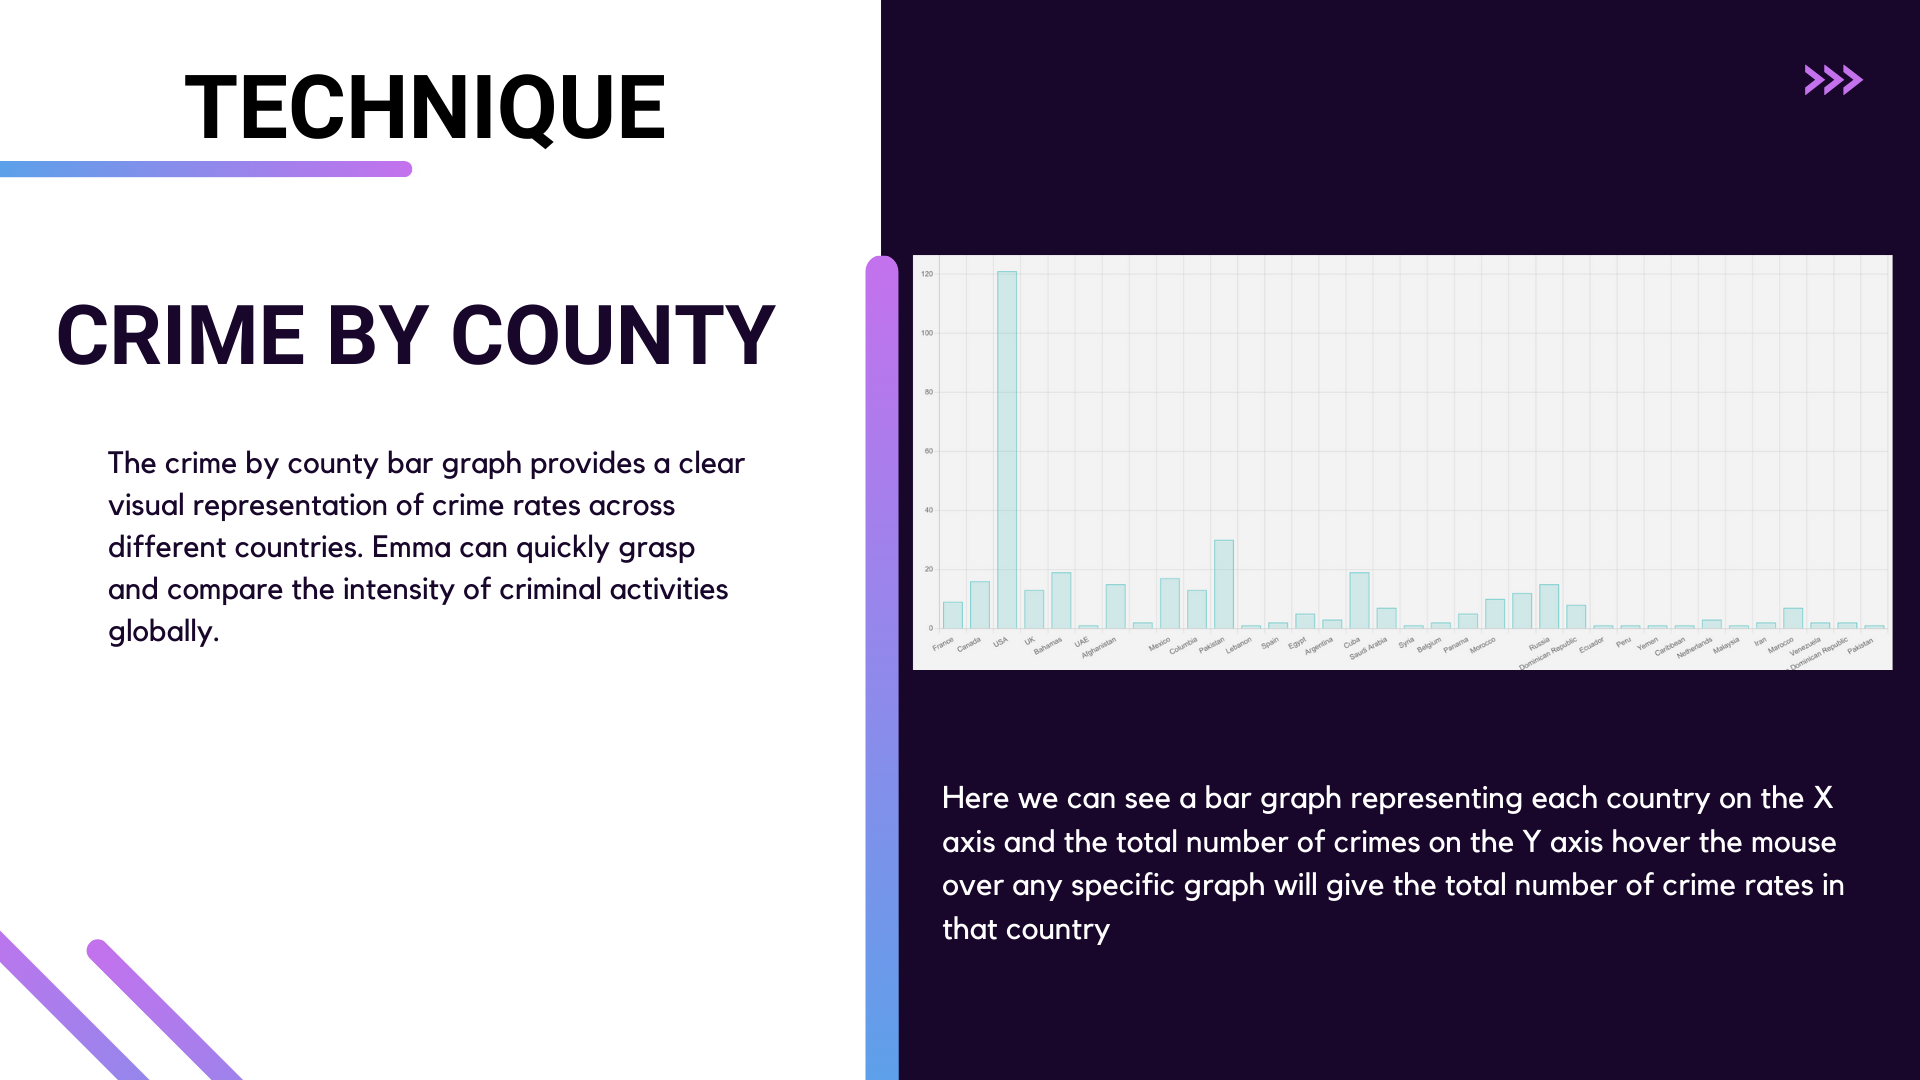 TECHNIQUE
CRIME BY COUNTY
The crime by county bar graph provides a clear
visual representation of crime rates across
different countries. Emma can quickly grasp
and compare the intensity of criminal activities
globally.
120
100
80
60
40
20
0
France
Canada
USA
UK
Bahamas
UAE
Afghanistan
Mexico
Columbia
Pakistan
Lebanon
Spain
Egypt
Argentina
Cuba
Saudi Arabia
Syria
Belgium
Panama
Morocco
Russia
Dominican Republic
Ecuador
Peru
Yemen
Caribbean
Netherlands
Malaysia
Iran
Marocco
Venezuela
Dominican Republic
Pakistan
Here we can see a bar graph representing each country on the X
axis and the total number of crimes on the Y axis hover the mouse
over any specific graph will give the total number of crime rates in
that country